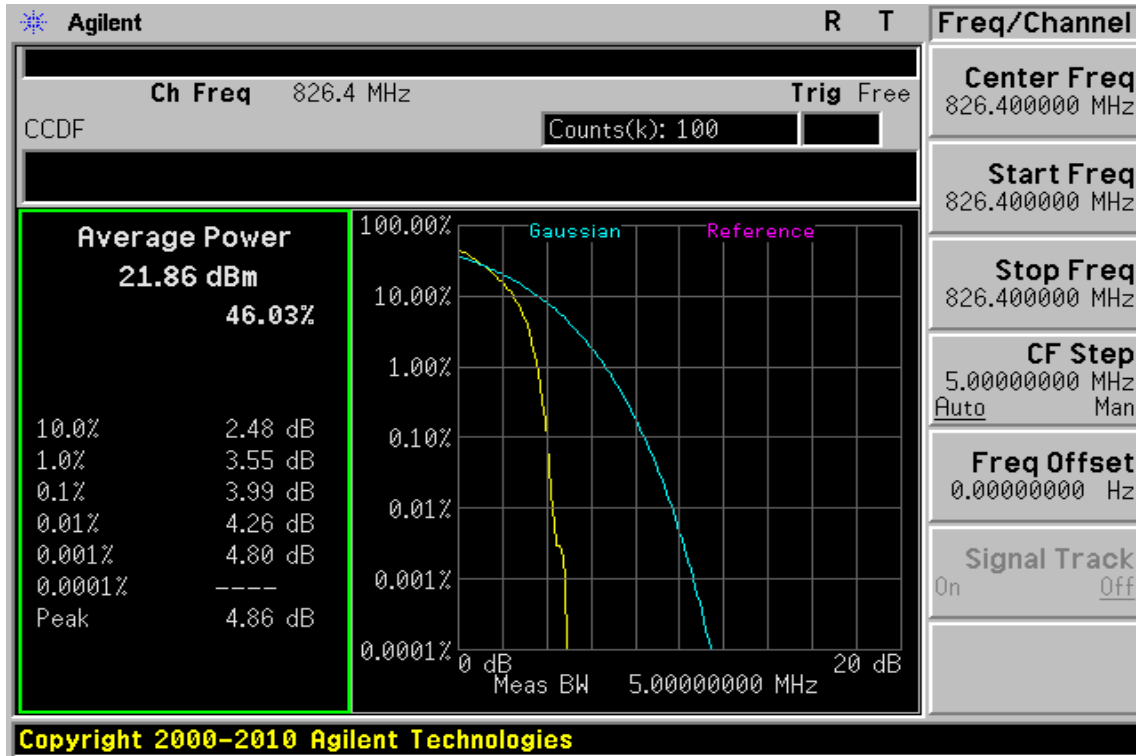 Agilent R T
Ch Freq 826.4 MHz Trig Free
CCDF Counts(k): 100
Average Power
21.86 dBm
46.03%
10.0% 2.48 dB
1.0% 3.55 dB
0.1% 3.99 dB
0.01% 4.26 dB
0.001% 4.80 dB
0.0001% ----
Peak 4.86 dB
Gaussian Reference
100.00%
10.00%
1.00%
0.10%
0.01%
0.001%
0.0001%
0 dB 20 dB
Meas BW 5.00000000 MHz
Freq/Channel
Center Freq
826.400000 MHz
Start Freq
826.400000 MHz
Stop Freq
826.400000 MHz
CF Step
5.00000000 MHz
Auto Man
Freq Offset
0.00000000 Hz
Signal Track
On Off
Copyright 2000-2010 Agilent Technologies